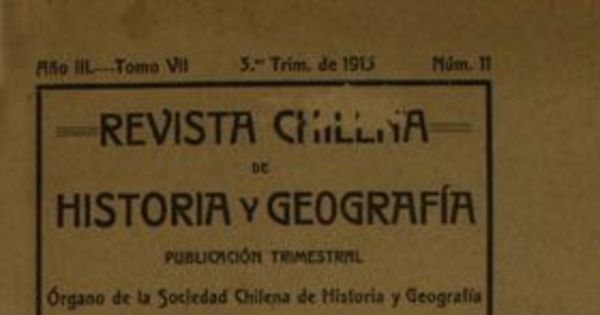 Año III.—Tomo VII 3.er Trim. de 1913 Núm. 11
REVISTA CHILENA
DE
HISTORIA Y GEOGRAFÍA
PUBLICACIÓN TRIMESTRAL
Órgano de la Sociedad Chilena de Historia y Geografía